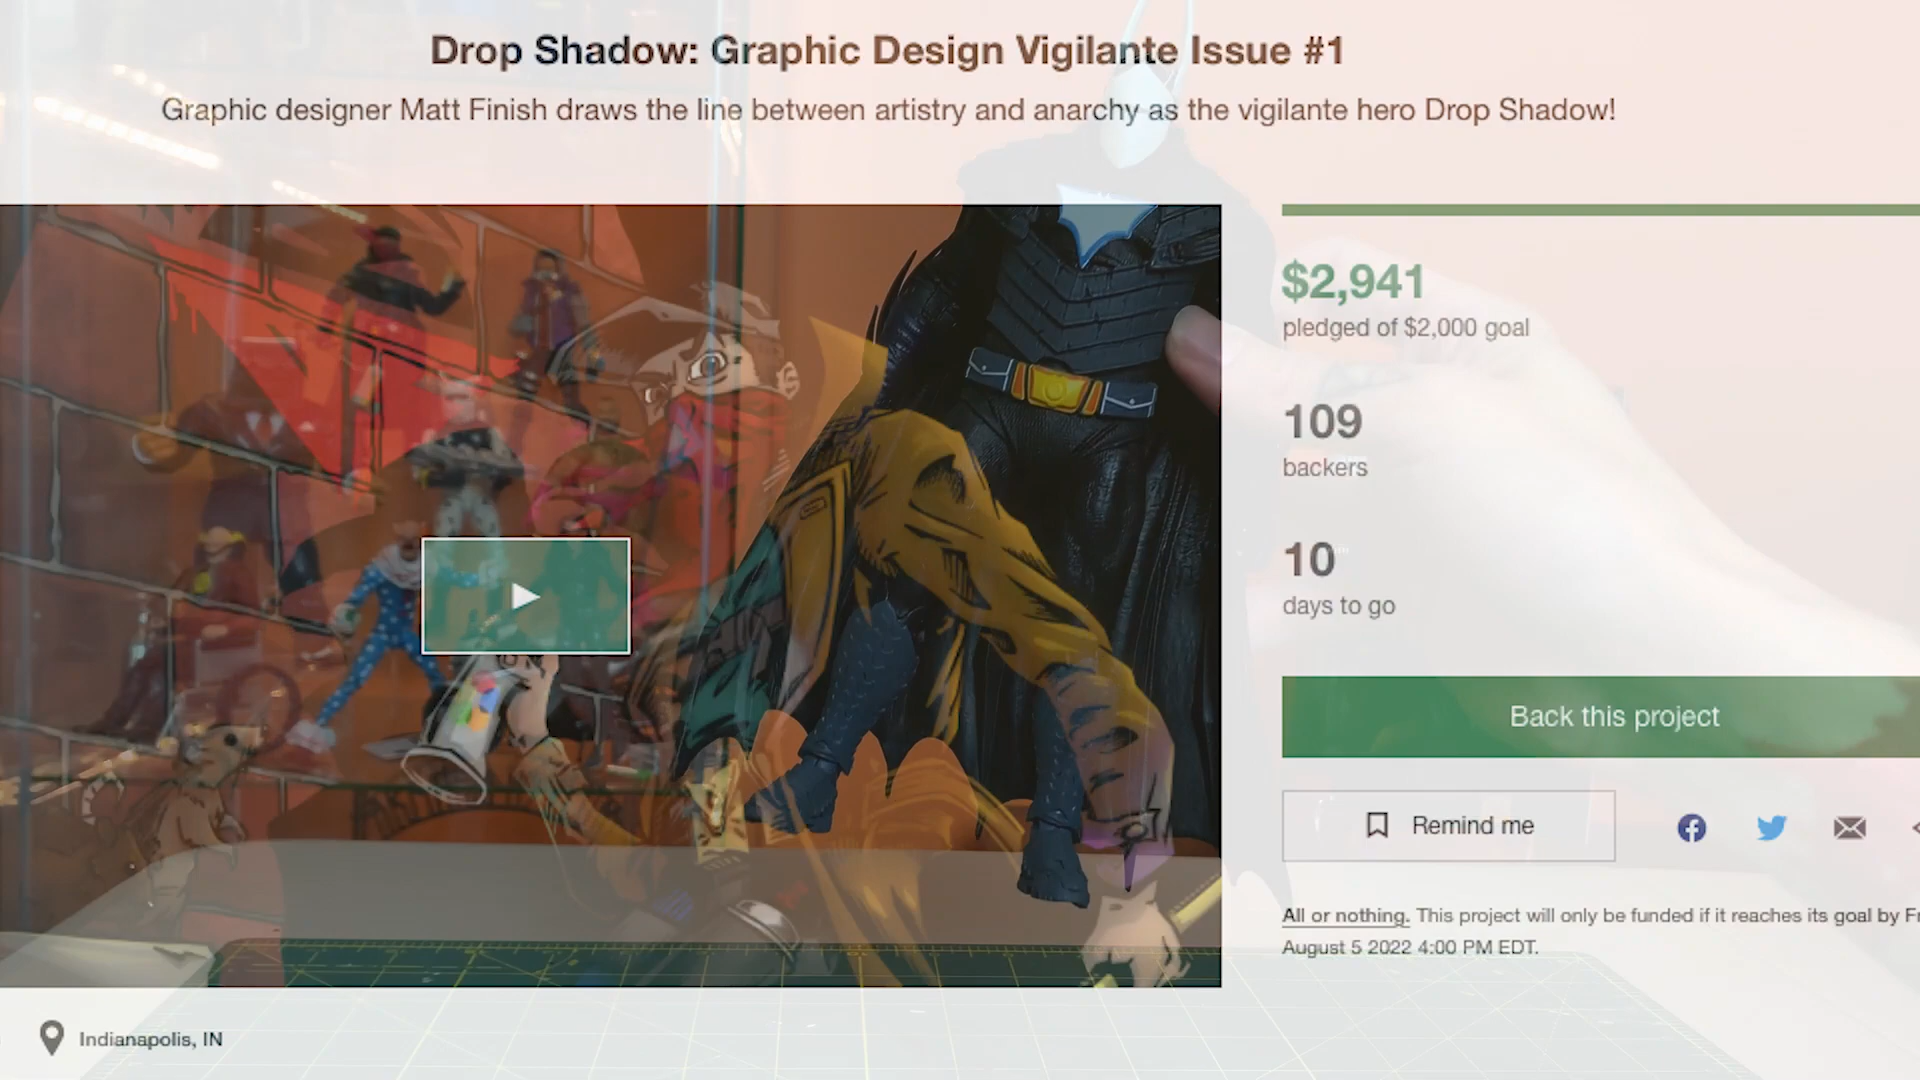 Drop Shadow: Graphic Design Vigilante Issue #1
Graphic designer Matt Finish draws the line between artistry and anarchy as the vigilante hero Drop Shadow!
$2,941
pledged of $2,000 goal
109
backers
10
days to go
Back this project
Remind me
All or nothing. This project will only be funded if it reaches its goal by
August 5 2022 4:00 PM EDT.
Indianapolis, IN